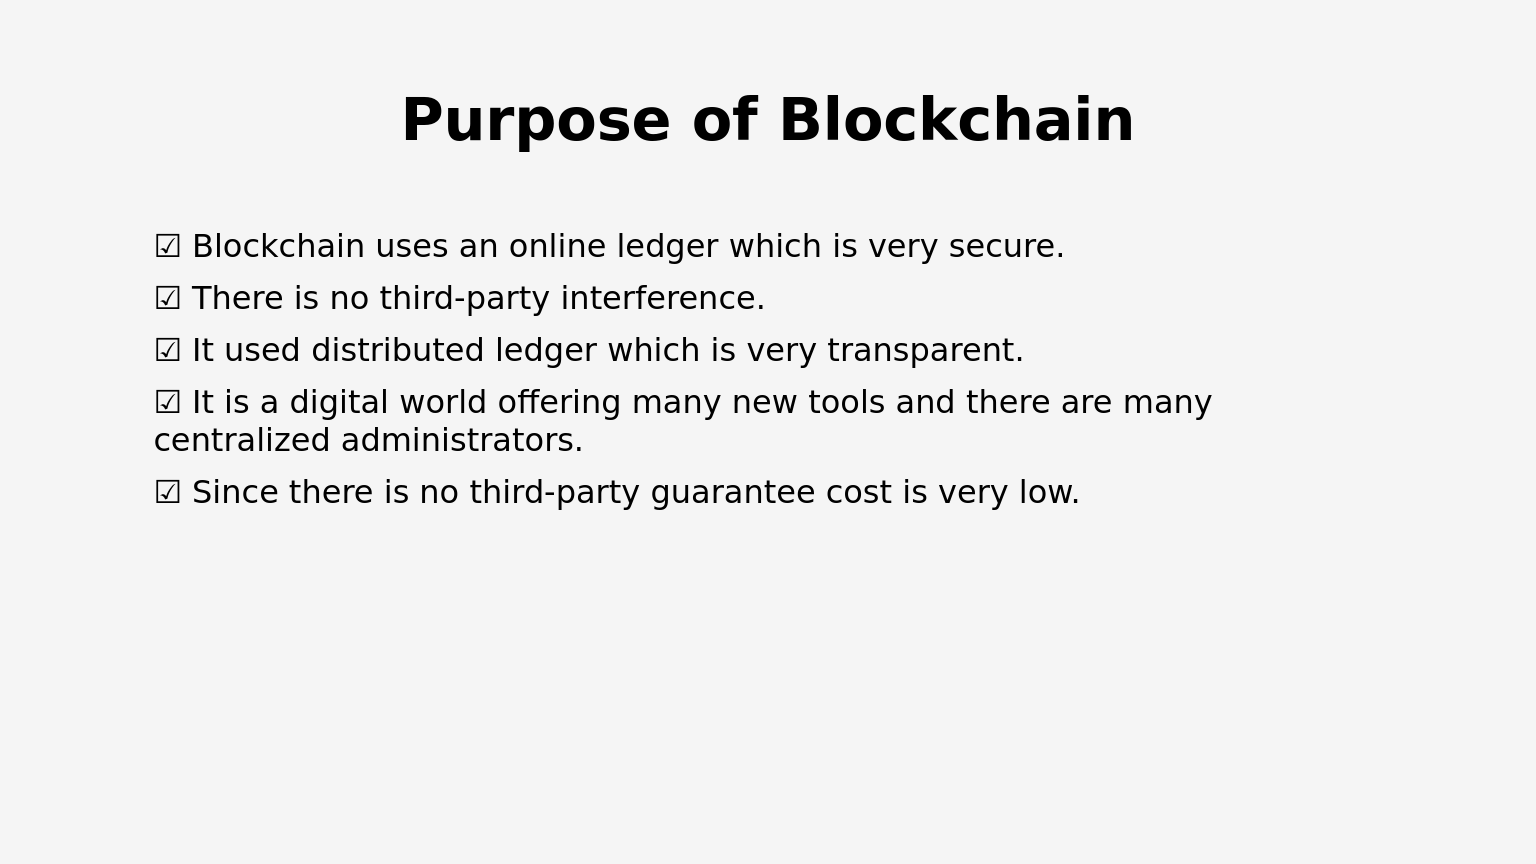 Purpose of Blockchain
☑ Blockchain uses an online ledger which is very secure.
☑ There is no third-party interference.
☑ It used distributed ledger which is very transparent.
☑ It is a digital world offering many new tools and there are many
centralized administrators.
☑ Since there is no third-party guarantee cost is very low.